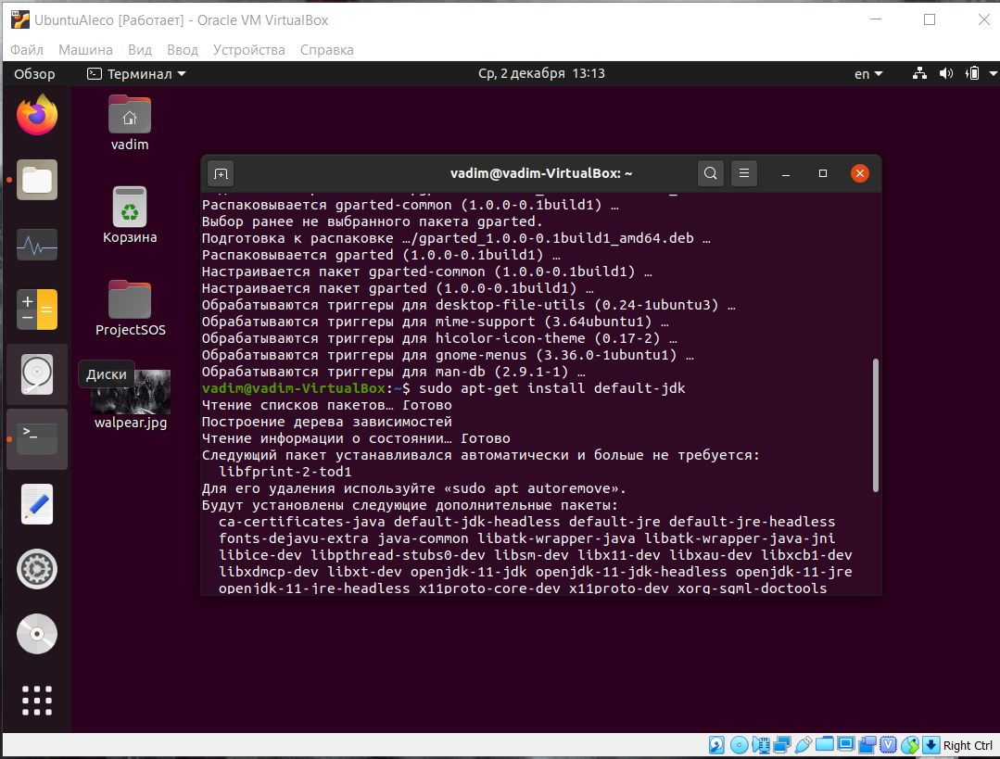 UbuntuAleco [Работает] - Oracle VM VirtualBox
Файл Машина Вид Ввод Устройства Справка
Обзор Терминал Ср, 2 декабря 13:13 en
vadim
Корзина
ProjectSOS
Диски
walpear.jpg
vadim@vadim-VirtualBox: ~
Распаковывается gparted-common (1.0.0-0.1build1) …
Выбор ранее не выбранного пакета gparted.
Подготовка к распаковке …/gparted_1.0.0-0.1build1_amd64.deb …
Распаковывается gparted (1.0.0-0.1build1) …
Настраивается пакет gparted-common (1.0.0-0.1build1) …
Настраивается пакет gparted (1.0.0-0.1build1) …
Обрабатываются триггеры для desktop-file-utils (0.24-1ubuntu3) …
Обрабатываются триггеры для mime-support (3.64ubuntu1) …
Обрабатываются триггеры для hicolor-icon-theme (0.17-2) …
Обрабатываются триггеры для gnome-menus (3.36.0-1ubuntu1) …
Обрабатываются триггеры для man-db (2.9.1-1) …
vadim@vadim-VirtualBox:~$ sudo apt-get install default-jdk
Чтение списков пакетов… Готово
Построение дерева зависимостей
Чтение информации о состоянии… Готово
Следующий пакет устанавливался автоматически и больше не требуется:
libfprint-2-tod1
Для его удаления используйте «sudo apt autoremove».
Будут установлены следующие дополнительные пакеты:
ca-certificates-java default-jdk-headless default-jre default-jre-headless
fonts-dejavu-extra java-common libatk-wrapper-java libatk-wrapper-java-jni
libice-dev libpthread-stubs0-dev libsm-dev libx11-dev libxau-dev libxcb1-dev
libxdmcp-dev libxt-dev openjdk-11-jdk openjdk-11-jdk-headless openjdk-11-jre
openjdk-11-jre-headless x11proto-core-dev x11proto-dev xorg-sgml-doctools
Right Ctrl